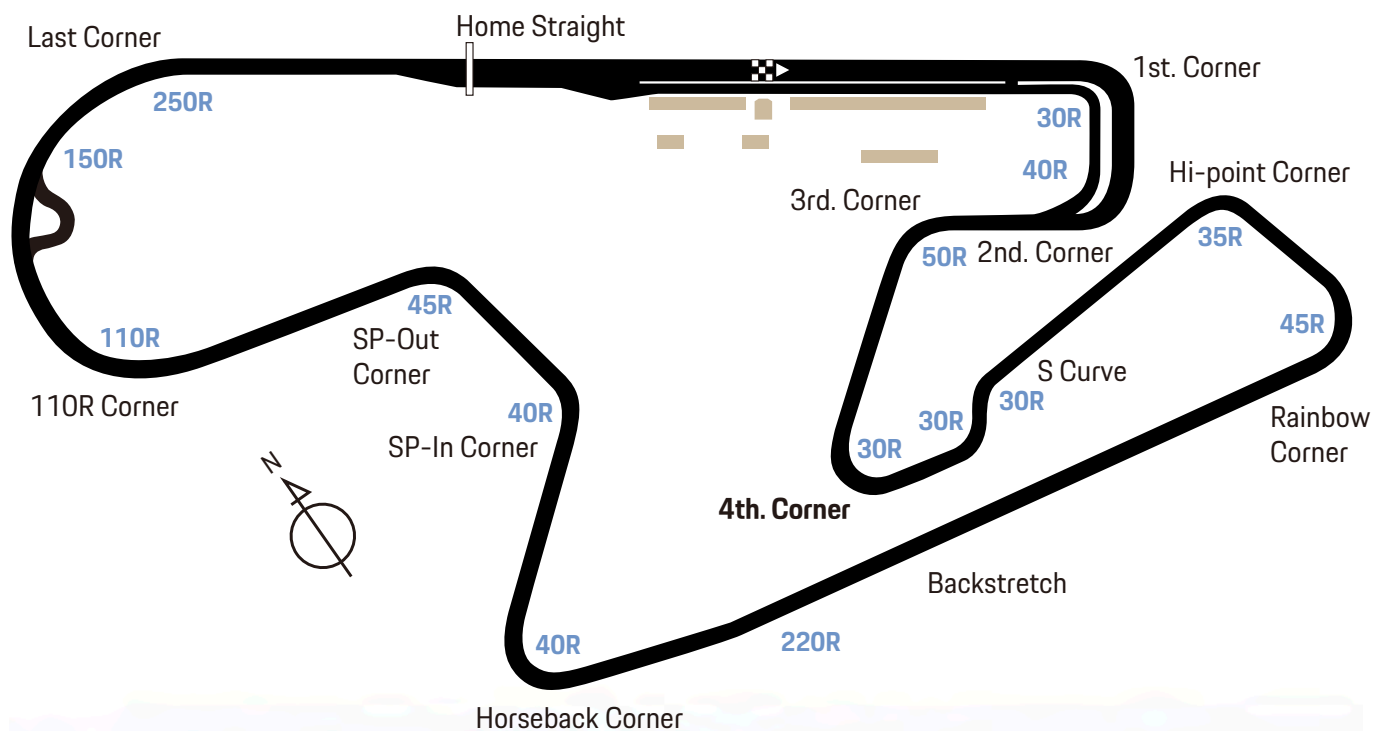 Home Straight
Last Corner
1st. Corner
250R
30R
150R
40R
Hi-point Corner
3rd. Corner
35R
50R
2nd. Corner
45R
45R
110R
SP-Out
Corner
S Curve
110R Corner
30R
40R
30R
Rainbow
Corner
SP-In Corner
30R
N
4th. Corner
Backstretch
40R
220R
Horseback Corner